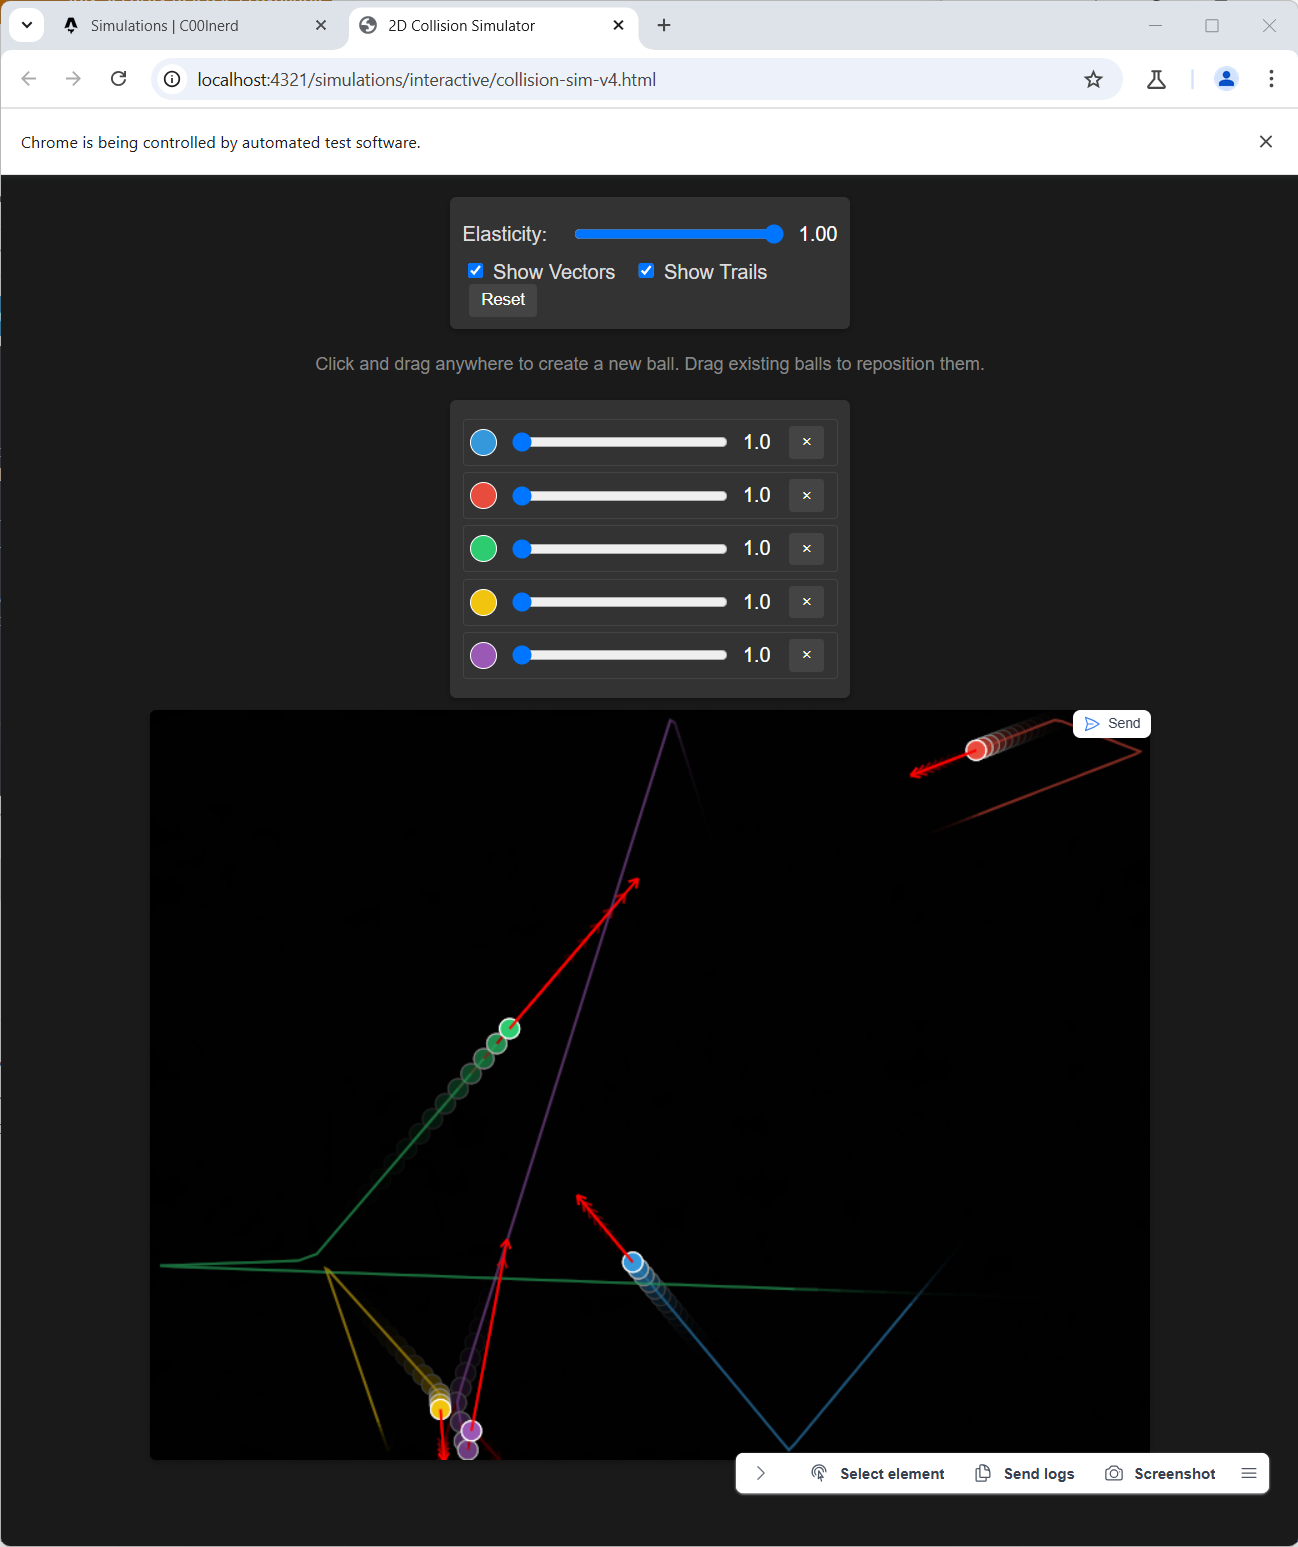 Simulations | C00lnerd
2D Collision Simulator
localhost:4321/simulations/interactive/collision-sim-v4.html
Chrome is being controlled by automated test software.
Elasticity: 1.00
Show Vectors Show Trails
Reset
Click and drag anywhere to create a new ball. Drag existing balls to reposition them.
1.0 ×
1.0 ×
1.0 ×
1.0 ×
1.0 ×
Send
Select element Send logs Screenshot